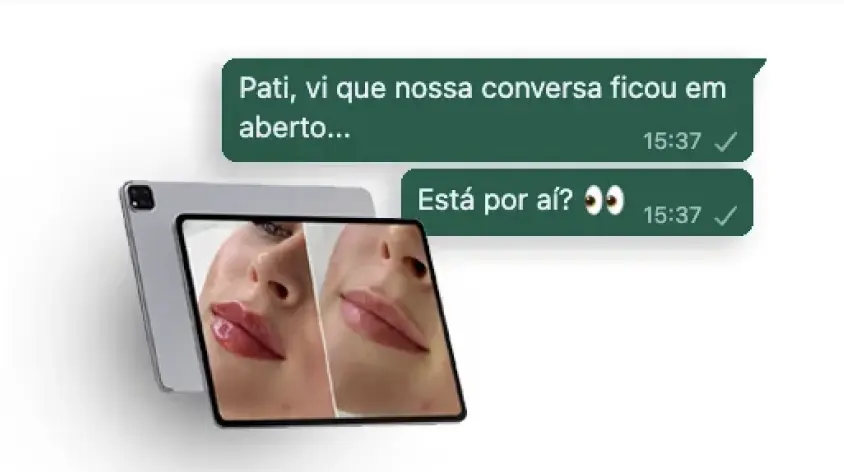 Pati, vi que nossa conversa ficou em
aberto...
15:37
Está por aí? 👀
15:37